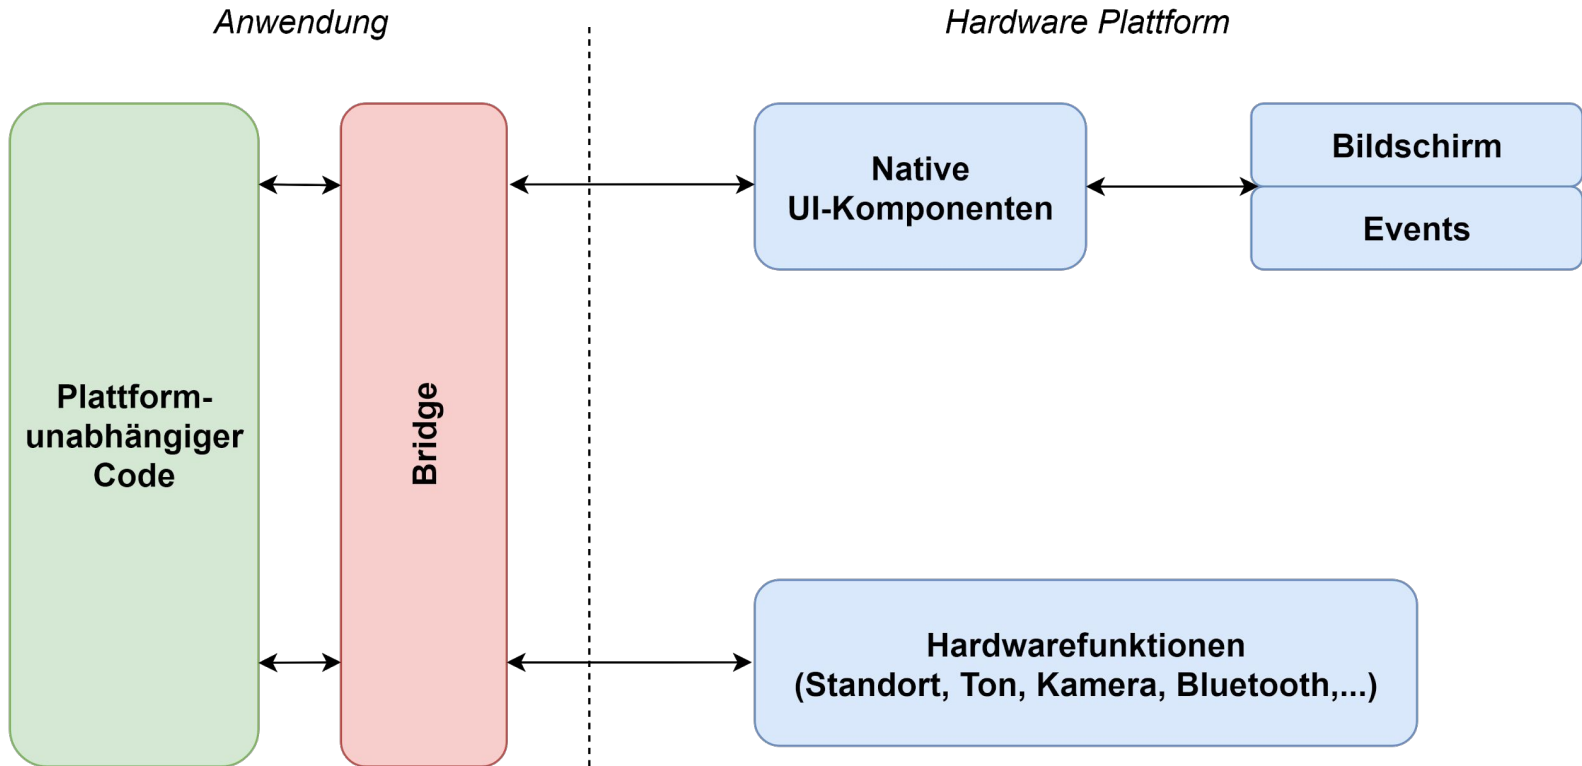 Anwendung
Hardware Plattform
Plattform-
unabhängiger
Code
Bridge
Native
UI-Komponenten
Bildschirm
Events
Hardwarefunktionen
(Standort, Ton, Kamera, Bluetooth,...)